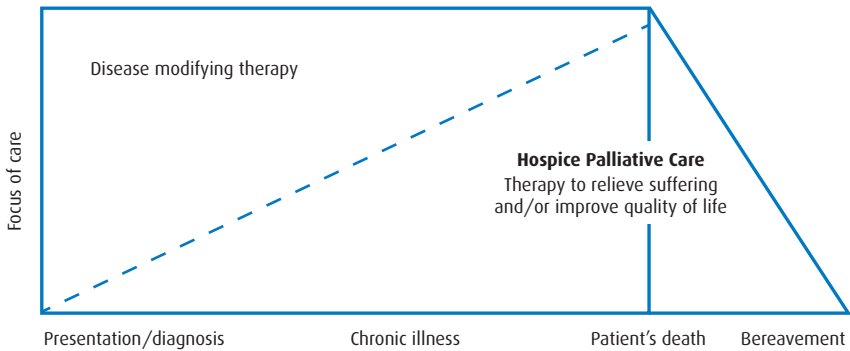 Disease modifying therapy
Focus of care
Hospice Palliative Care
Therapy to relieve suffering
and/or improve quality of life
Presentation/diagnosis
Chronic illness
Patient’s death
Bereavement